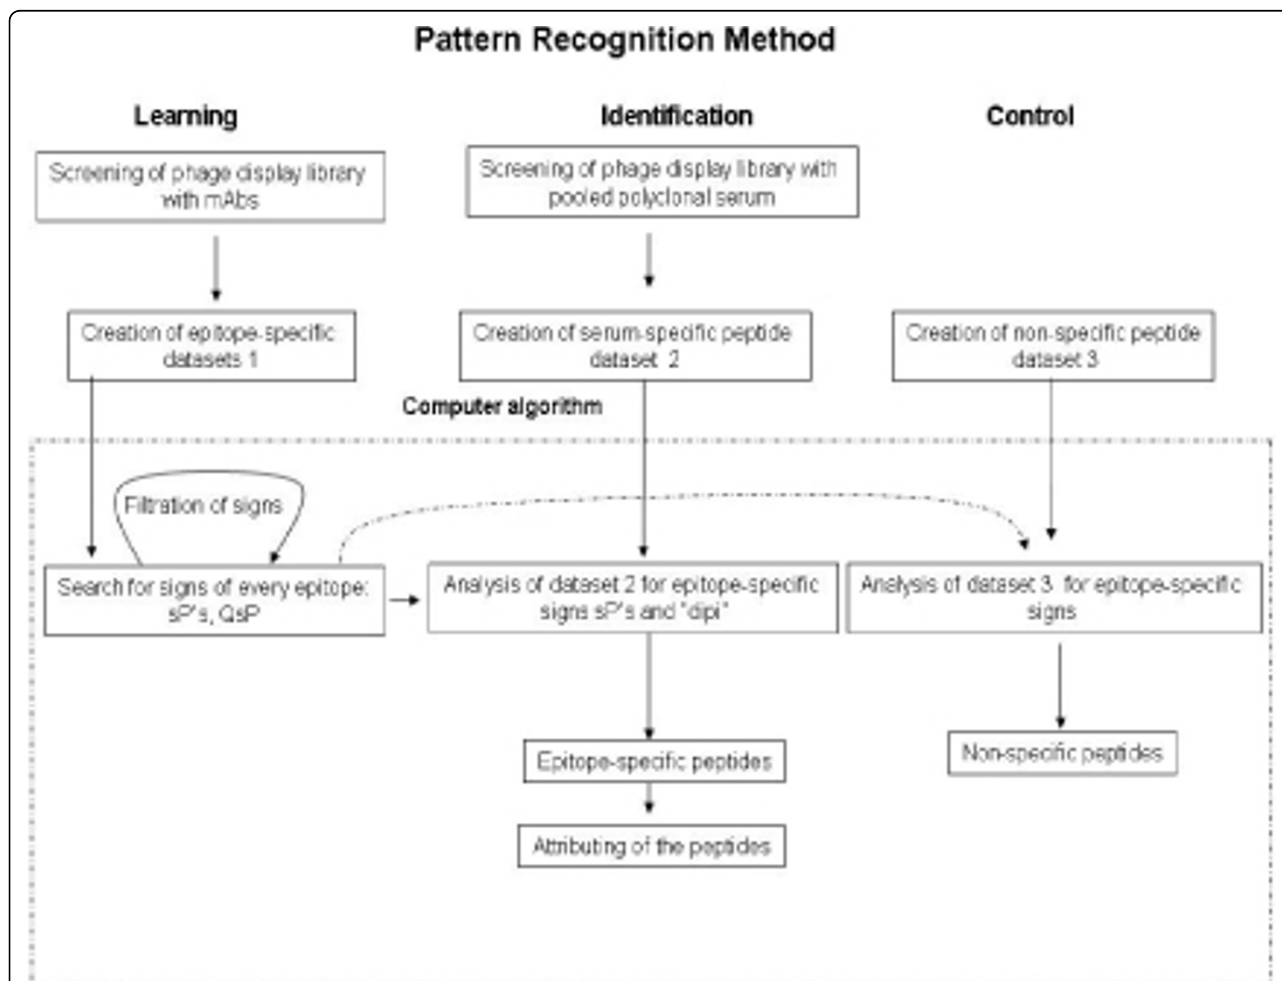 Pattern Recognition Method
Learning
Identification
Control
Screening of phage display library
with mAbs
Screening of phage display library with
pooled polyclonal serum
Creation of epitope-specific
datasets 1
Creation of serum-specific peptide
dataset 2
Creation of non-specific peptide
dataset 3
Computer algorithm
Filtration of signs
Search for signs of every epitope:
sP's, QsP
Analysis of dataset 2 for epitope-specific
signs sP's and "dipi"
Analysis of dataset 3 for epitope-specific
signs
Epitope-specific peptides
Non-specific peptides
Attributing of the peptides